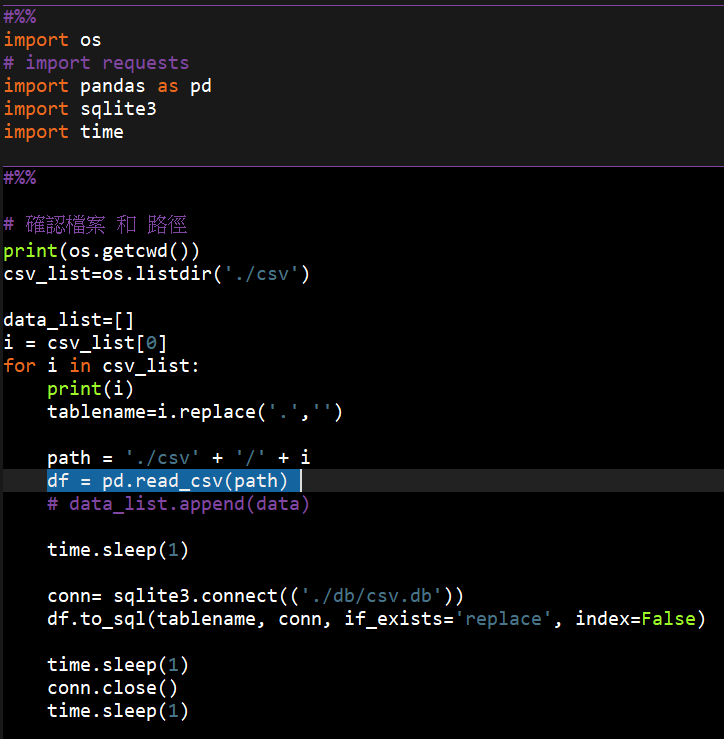 #%%
import os
# import requests
import pandas as pd
import sqlite3
import time
#%%
# 確認檔案 和 路徑
print(os.getcwd())
csv_list=os.listdir('./csv')
data_list=[]
i = csv_list[0]
for i in csv_list:
    print(i)
    tablename=i.replace('.','')
    path = './csv' + '/' + i
    df = pd.read_csv(path)
    # data_list.append(data)
    time.sleep(1)
    conn= sqlite3.connect(('./db/csv.db'))
    df.to_sql(tablename, conn, if_exists='replace', index=False)
    time.sleep(1)
    conn.close()
    time.sleep(1)